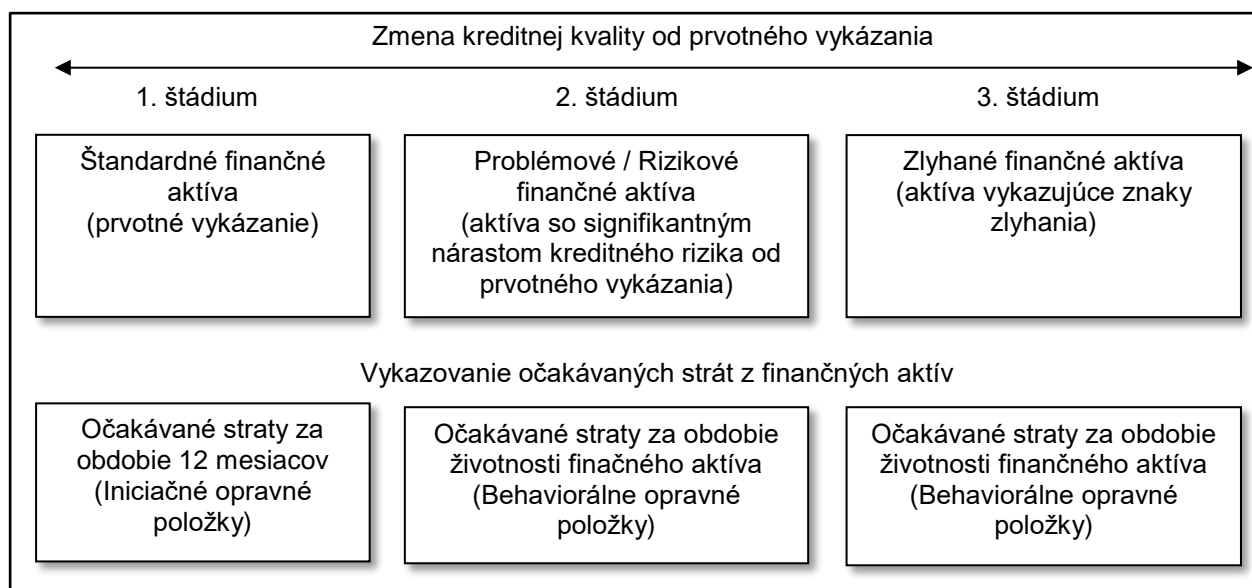 Zmena kreditnej kvality od prvotného vykázania
1. štádium
2. štádium
3. štádium
Štandardné finančné
aktíva
(prvotné vykázanie)
Problémové / Rizikové
finančné aktíva
(aktíva so signifikantným
nárastom kreditného rizika od
prvotného vykázania)
Zlyhané finančné aktíva
(aktíva vykazujúce znaky
zlyhania)
Vykazovanie očakávaných strát z finančných aktív
Očakávané straty za
obdobie 12 mesiacov
(Iniciačné opravné
položky)
Očakávané straty za obdobie
životnosti finačného aktíva
(Behaviorálne opravné
položky)
Očakávané straty za obdobie
životnosti finančného aktíva
(Behaviorálne opravné
položky)